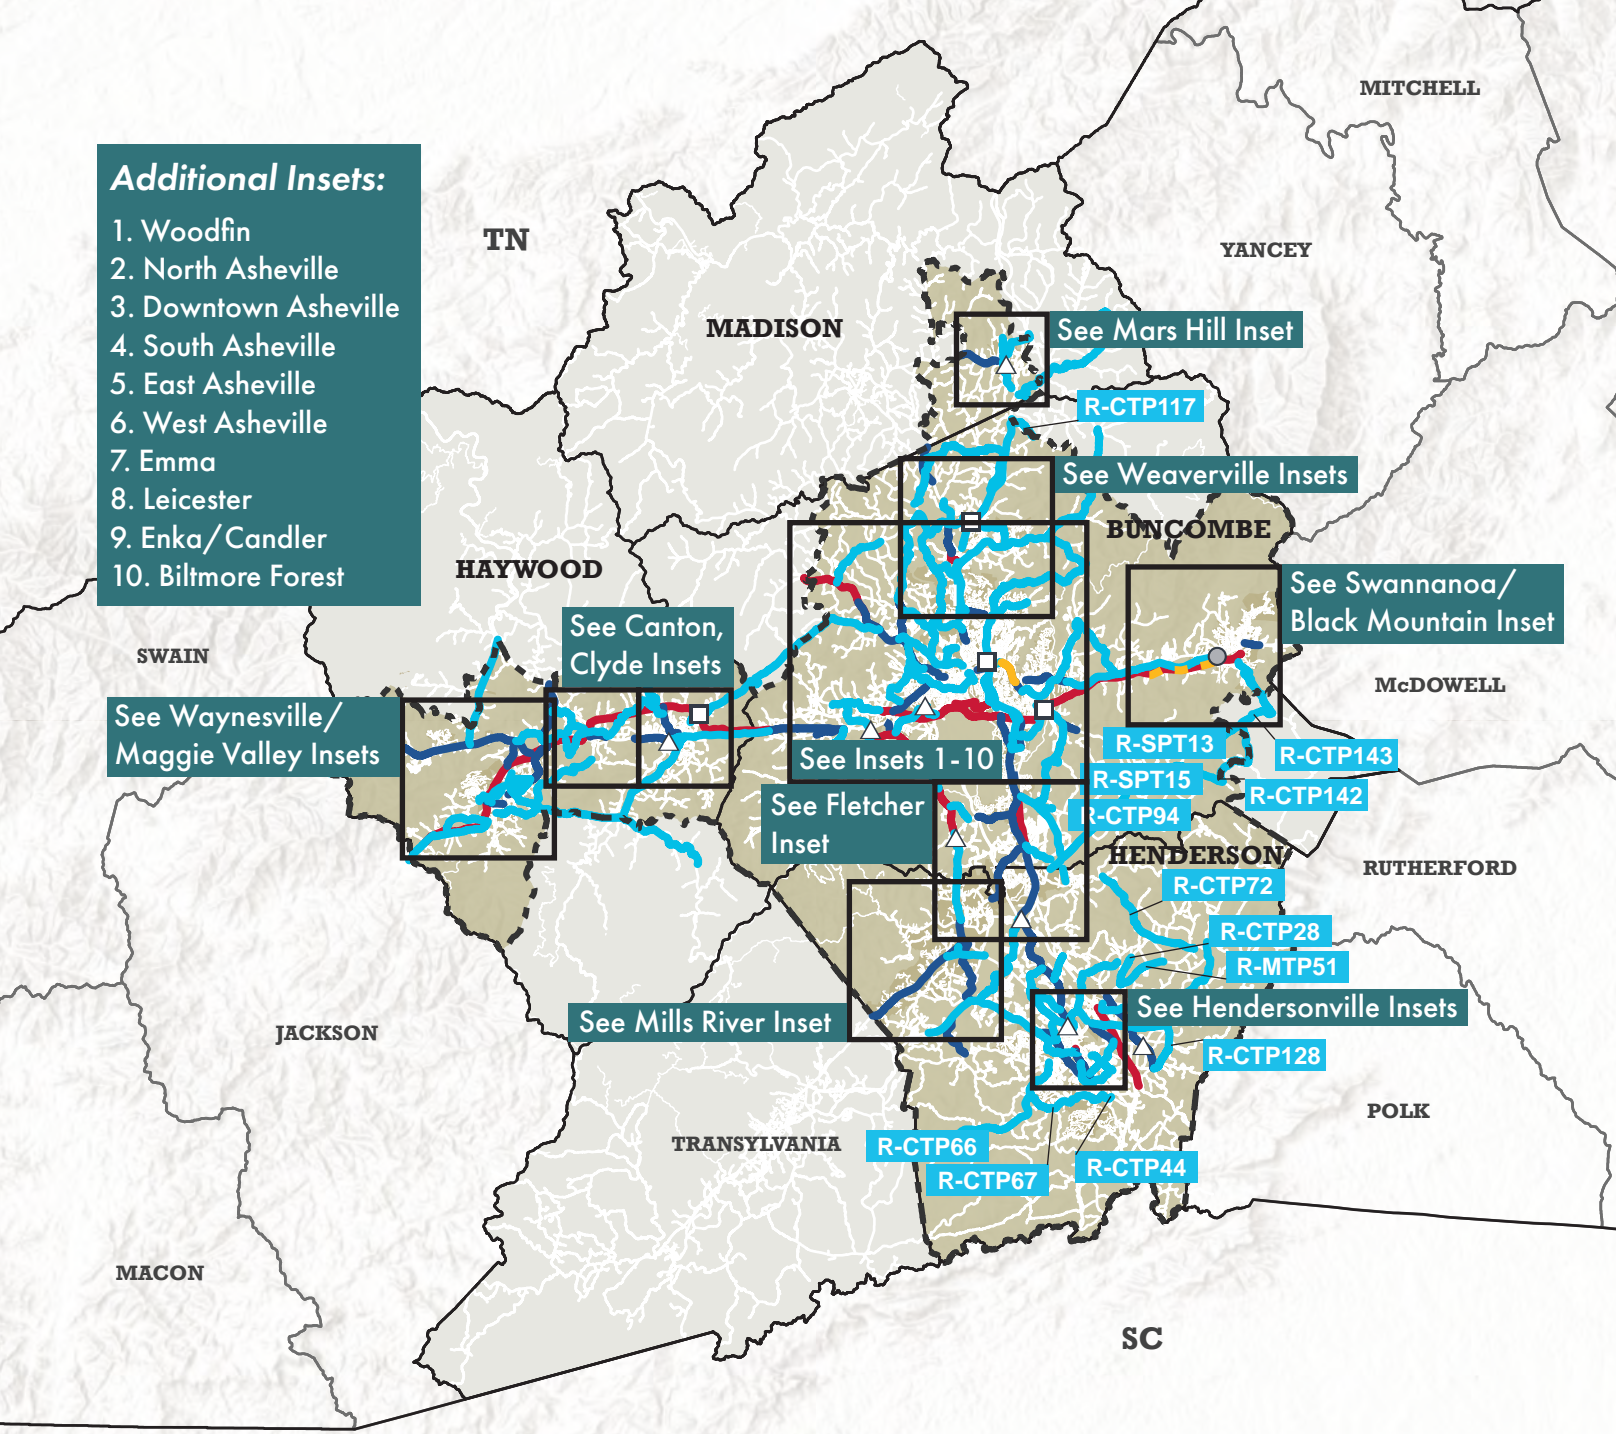 MITCHELL
Additional Insets:
1. Woodfin
2. North Asheville
3. Downtown Asheville
4. South Asheville
5. East Asheville
6. West Asheville
7. Emma
8. Leicester
9. Enka/Candler
10. Biltmore Forest
TN
YANCEY
MADISON
See Mars Hill Inset
R-CTP117
See Weaverville Insets
BUNCOMBE
HAYWOOD
See Swannanoa/
Black Mountain Inset
See Canton,
Clyde Insets
SWAIN
McDOWELL
See Waynesville/
Maggie Valley Insets
R-SPT13
R-CTP143
See Insets 1-10
R-SPT15
R-CTP142
See Fletcher
Inset
R-CTP94
HENDERSON
RUTHERFORD
R-CTP72
R-CTP28
R-MTP51
See Mills River Inset
See Hendersonville Insets
JACKSON
R-CTP128
POLK
TRANSYLVANIA
R-CTP66
R-CTP67
R-CTP44
MACON
SC